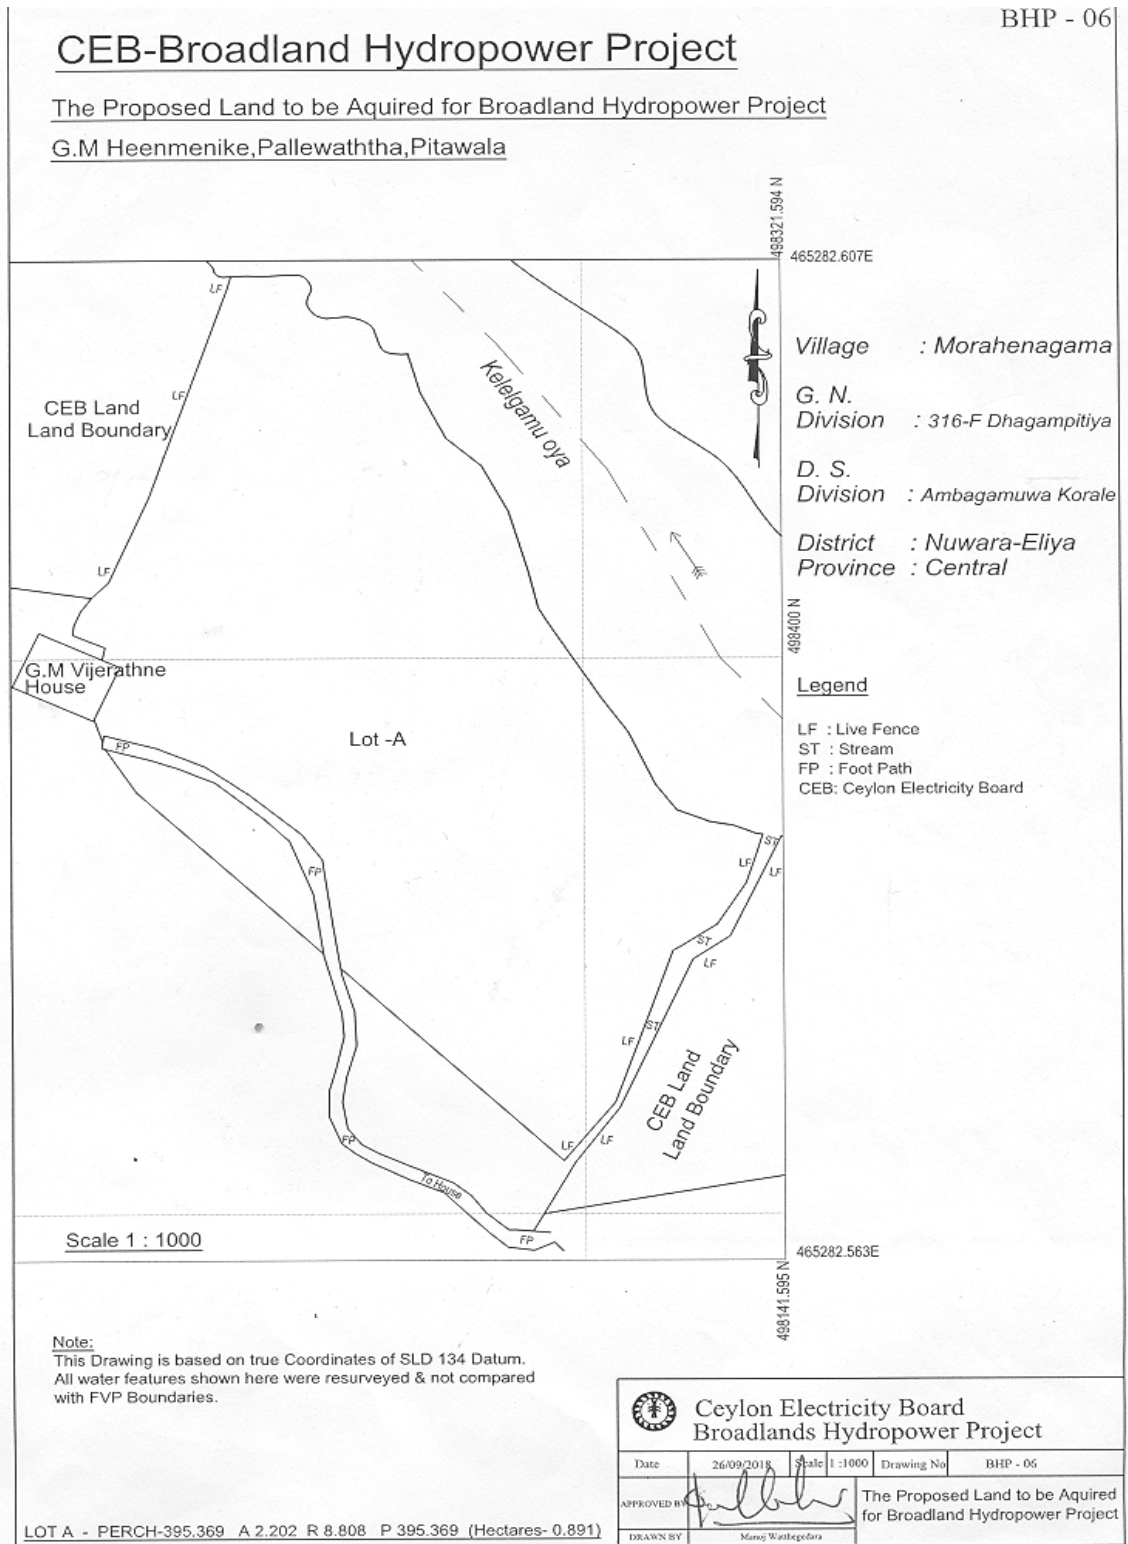 BHP - 06
CEB-Broadland Hydropower Project
The Proposed Land to be Aquired for Broadland Hydropower Project
G.M Heenmenike,Pallewaththa,Pitawala
498321.594 N
465282.607E
LF
LF
CEB Land
Land Boundary
Kelelgamu oya
Village : Morahenagama
G. N.
Division : 316-F Dhagampitiya
D. S.
Division : Ambagamuwa Korale
District : Nuwara-Eliya
Province : Central
LF
498400 N
G.M Vijerathne
House
Legend
LF : Live Fence
ST : Stream
FP : Foot Path
CEB: Ceylon Electricity Board
Lot -A
FP
ST
LF
LF
FP
ST
LF
ST
LF
CEB Land
Land Boundary
LF
LF
FP
To House
FP
Scale 1 : 1000
465282.563E
498141.595 N
Note:
This Drawing is based on true Coordinates of SLD 134 Datum.
All water features shown here were resurveyed & not compared
with FVP Boundaries.
Ceylon Electricity Board
Broadlands Hydropower Project
Date 26/09/2018 Scale 1 :1000 Drawing No BHP - 06
APPROVED BY
The Proposed Land to be Aquired
for Broadland Hydropower Project
DRAWN BY Manoj Watthegedara
LOT A - PERCH-395.369 A 2.202 R 8.808 P 395.369 (Hectares- 0.891)